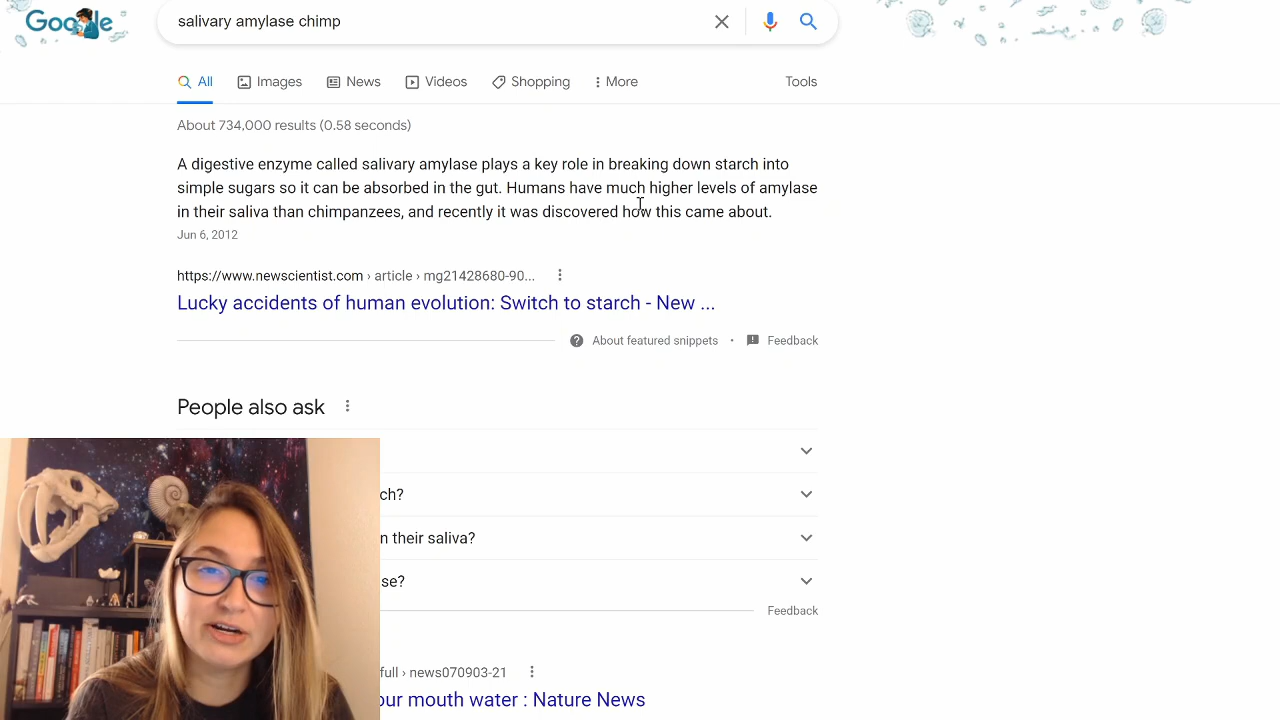 Google
salivary amylase chimp
All Images News Videos Shopping More Tools
About 734,000 results (0.58 seconds)
A digestive enzyme called salivary amylase plays a key role in breaking down starch into
simple sugars so it can be absorbed in the gut. Humans have much higher levels of amylase
in their saliva than chimpanzees, and recently it was discovered how this came about.
Jun 6, 2012
https://www.newscientist.com › article › mg21428680-90...
Lucky accidents of human evolution: Switch to starch - New ...
About featured snippets • Feedback
People also ask
ch?
n their saliva?
se?
Feedback
full › news070903-21
our mouth water : Nature News